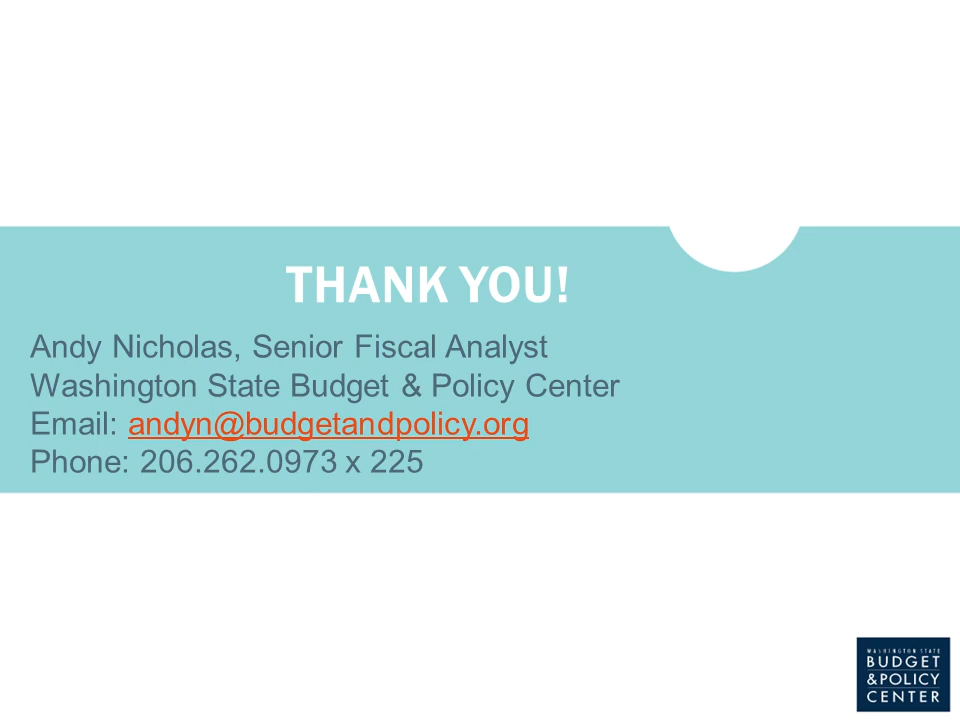 THANK YOU!
Andy Nicholas, Senior Fiscal Analyst
Washington State Budget & Policy Center
Email: andyn@budgetandpolicy.org
Phone: 206.262.0973 x 225
WASHINGTON STATE
BUDGET
&POLICY
CENTER